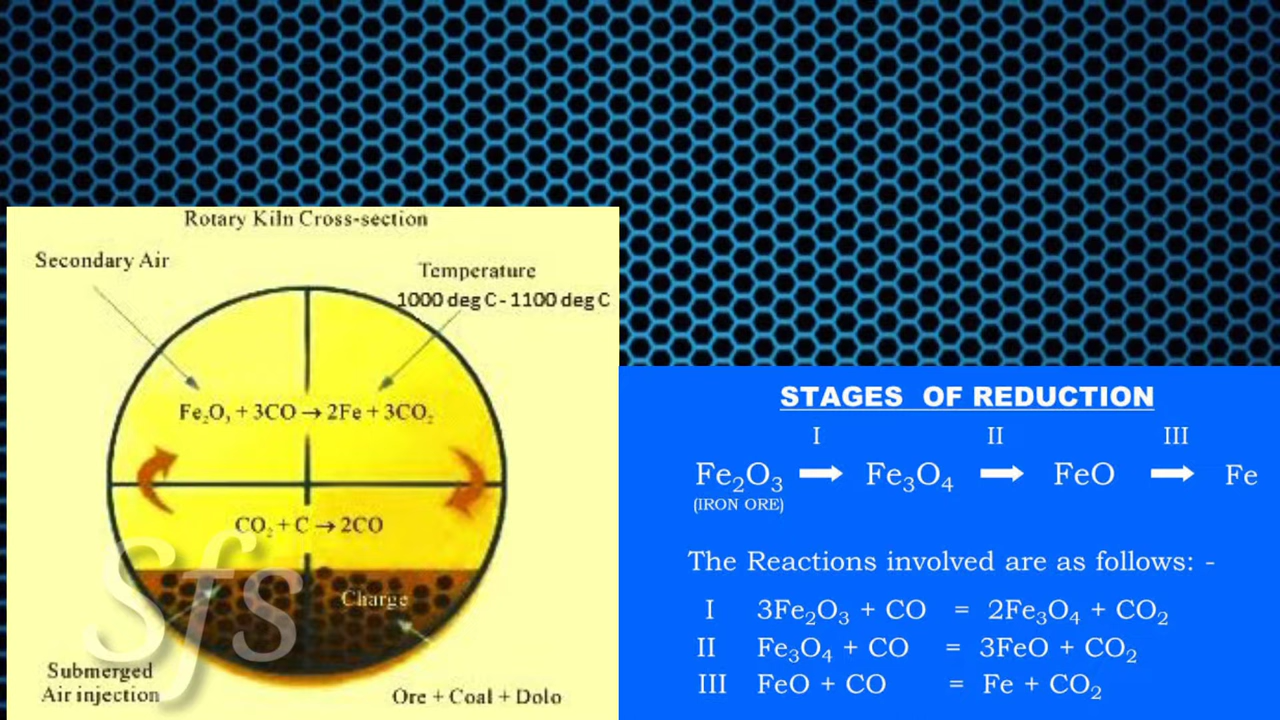 Rotary Kiln Cross-section
Secondary Air
Temperature
1000 deg C - 1100 deg C
Fe₂O₃ + 3CO → 2Fe + 3CO₂
CO₂ + C → 2CO
Charge
Submerged
Air injection
Ore + Coal + Dolo
Sfs
STAGES OF REDUCTION
I II III
Fe₂O₃ ➡ Fe₃O₄ ➡ FeO ➡ Fe
(IRON ORE)
The Reactions involved are as follows: -
I 3Fe₂O₃ + CO = 2Fe₃O₄ + CO₂
II Fe₃O₄ + CO = 3FeO + CO₂
III FeO + CO = Fe + CO₂